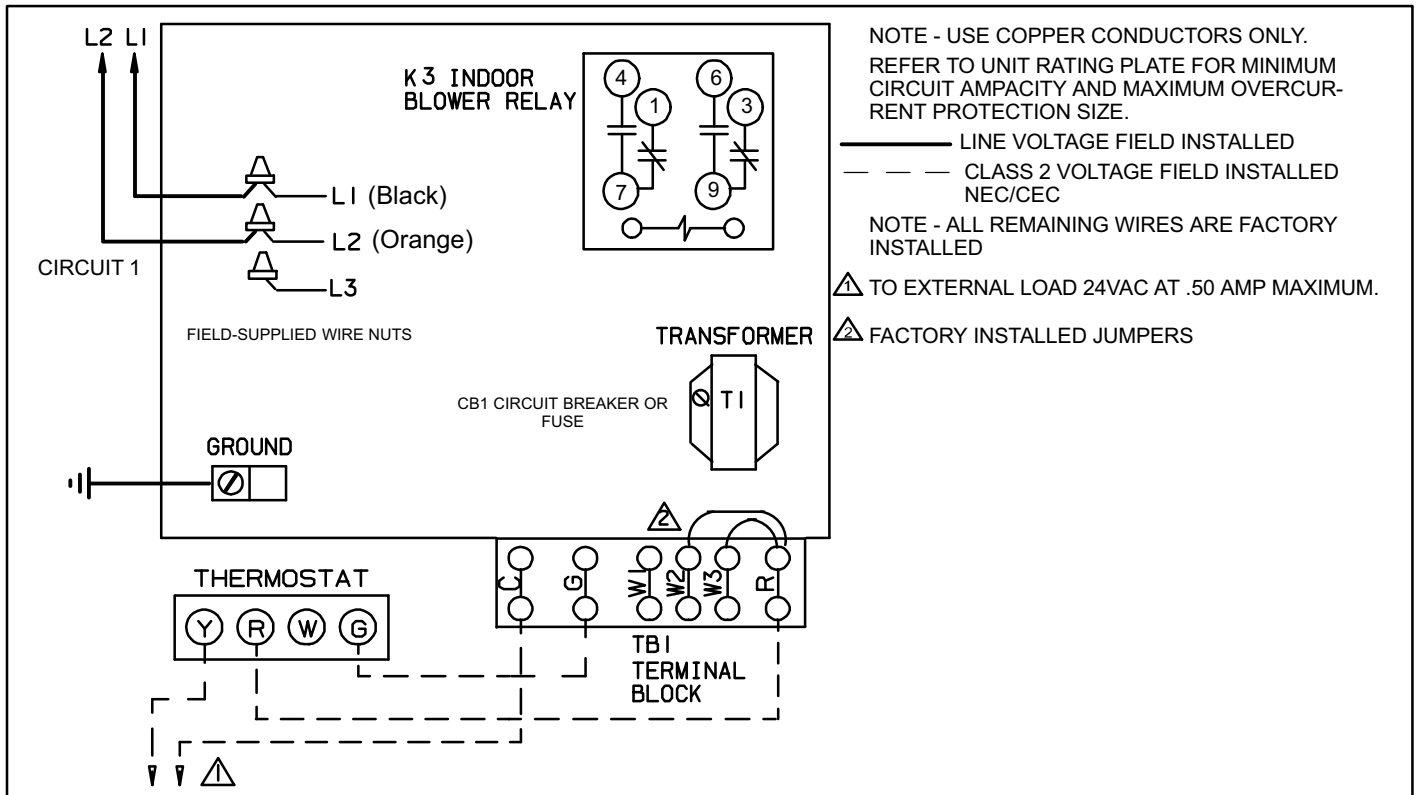 L2 L1
K3 INDOOR
BLOWER RELAY
4
6
1
3
7
9
L1 (Black)
L2 (Orange)
L3
CIRCUIT 1
FIELD-SUPPLIED WIRE NUTS
TRANSFORMER
T1
CB1 CIRCUIT BREAKER OR
FUSE
GROUND
2
C
G
W1
W2
W3
R
THERMOSTAT
Y R W G
TB1
TERMINAL
BLOCK
1
NOTE - USE COPPER CONDUCTORS ONLY.
REFER TO UNIT RATING PLATE FOR MINIMUM
CIRCUIT AMPACITY AND MAXIMUM OVERCUR-
RENT PROTECTION SIZE.
LINE VOLTAGE FIELD INSTALLED
CLASS 2 VOLTAGE FIELD INSTALLED
NEC/CEC
NOTE - ALL REMAINING WIRES ARE FACTORY
INSTALLED
1 TO EXTERNAL LOAD 24VAC AT .50 AMP MAXIMUM.
2 FACTORY INSTALLED JUMPERS